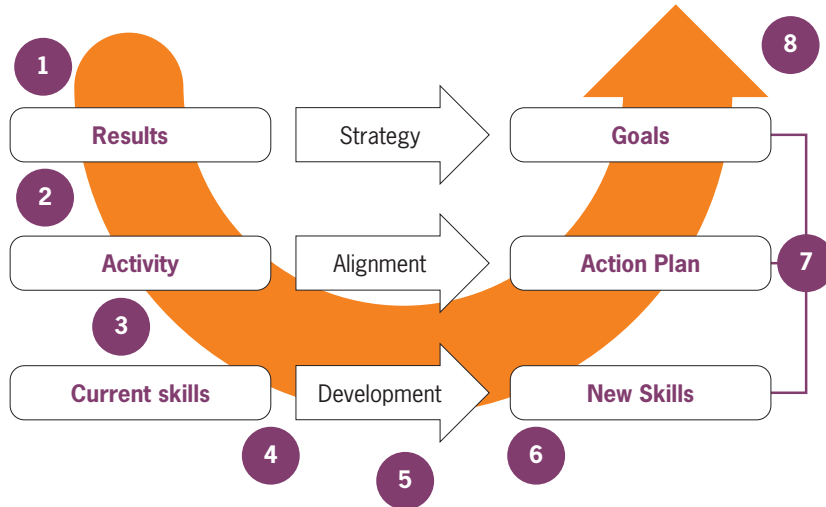 1
8
Results
Strategy
Goals
2
Activity
Alignment
Action Plan
7
3
Current skills
Development
New Skills
4
5
6